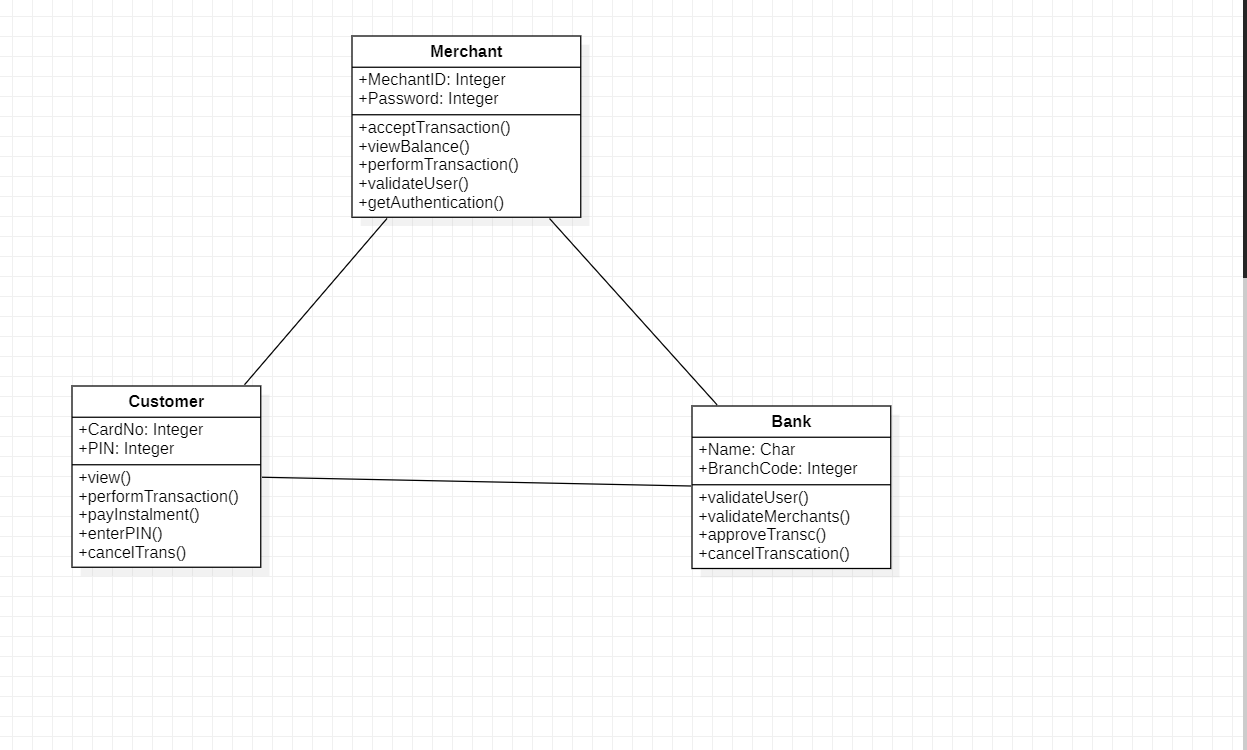 Merchant
+MechantID: Integer
+Password: Integer
+acceptTransaction()
+viewBalance()
+performTransaction()
+validateUser()
+getAuthentication()
Customer
+CardNo: Integer
+PIN: Integer
+view()
+performTransaction()
+payInstalment()
+enterPIN()
+cancelTrans()
Bank
+Name: Char
+BranchCode: Integer
+validateUser()
+validateMerchants()
+approveTransc()
+cancelTranscation()